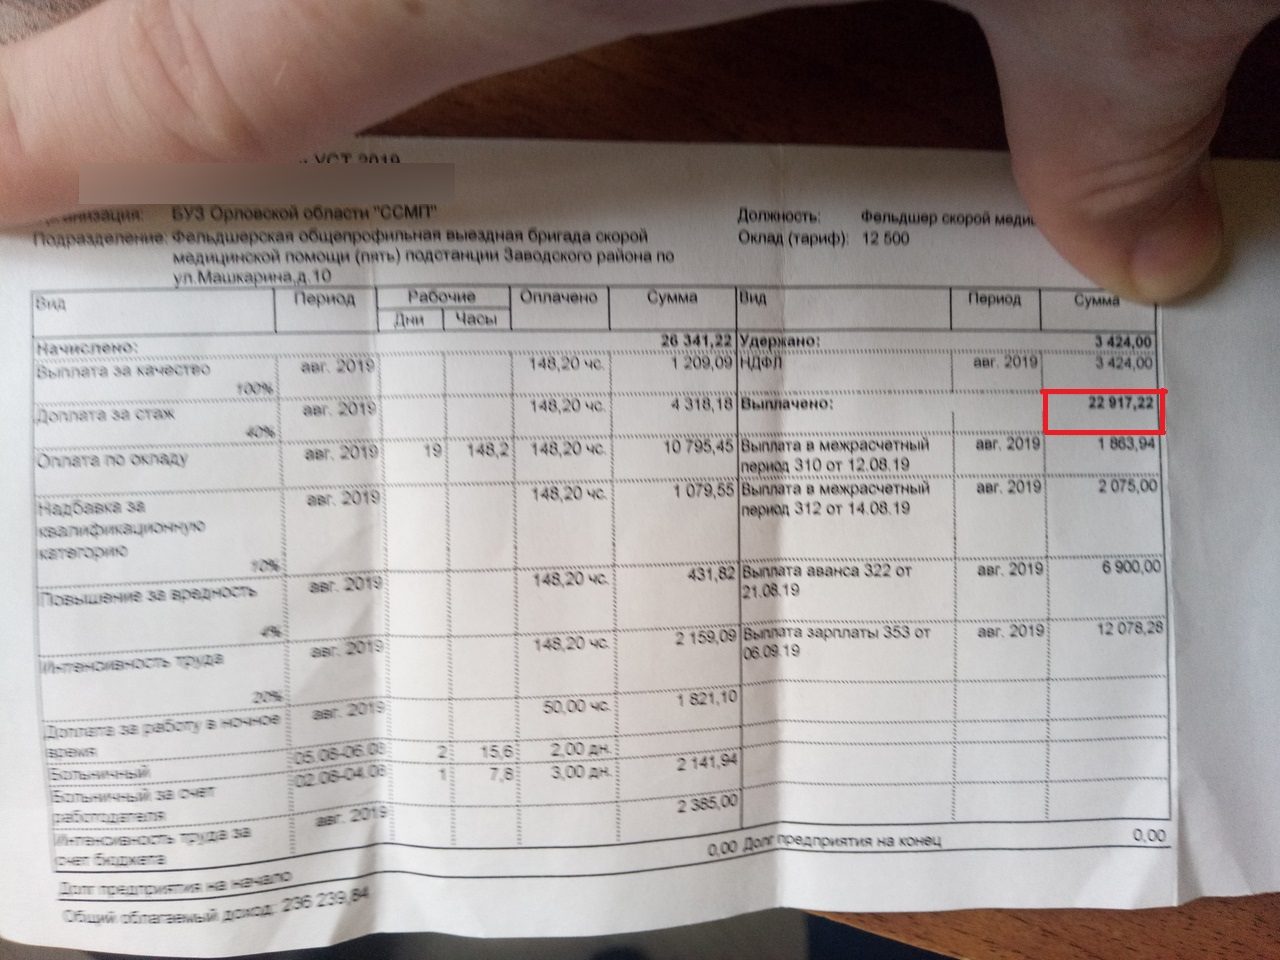 УСТ 2019
организация: БУЗ Орловской области "ССМП" Должность: Фельдшер скорой меди
Подразделение: Фельдшерская общепрофильная выездная бригада скорой Оклад (тариф): 12 500
медицинской помощи (пять) подстанции Заводского района по
ул.Машкарина,д.10
Вид Период Рабочие Оплачено Сумма Вид Период Сумма
Дни Часы
Начислено: 26 341,22 Удержано: 3 424,00
Выплата за качество авг. 2019 148,20 чс. 1 209,09 НДФЛ авг. 2019 3 424,00
100%
Доплата за стаж авг. 2019 148,20 чс. 4 318,18 Выплачено: 22 917,22
40%
Оплата по окладу авг. 2019 19 148,2 148,20 чс. 10 795,45 Выплата в межрасчетный авг. 2019 1 863,94
период 310 от 12.08.19
Надбавка за авг. 2019 148,20 чс. 1 079,55 Выплата в межрасчетный авг. 2019 2 075,00
квалификационную период 312 от 14.08.19
категорию
10%
Повышение за вредность авг. 2019 148,20 чс. 431,82 Выплата аванса 322 от авг. 2019 6 900,00
21.08.19
4%
Интенсивность труда авг. 2019 148,20 чс. 2 159,09 Выплата зарплаты 353 от авг. 2019 12 078,28
06.09.19
20%
Доплата за работу в ночное авг. 2019 50,00 чс. 1 821,10
время
Больничный 05.08-06.08 2 15,6 2,00 дн.
Больничный за счет 02.08-04.08 1 7,8 3,00 дн. 2 141,94
работодателя
Интенсивность труда за авг. 2019 2 385,00
счет бюджета
Долг предприятия на начало 0,00 Долг предприятия на конец 0,00
Общий облагаемый доход: 236 239,84